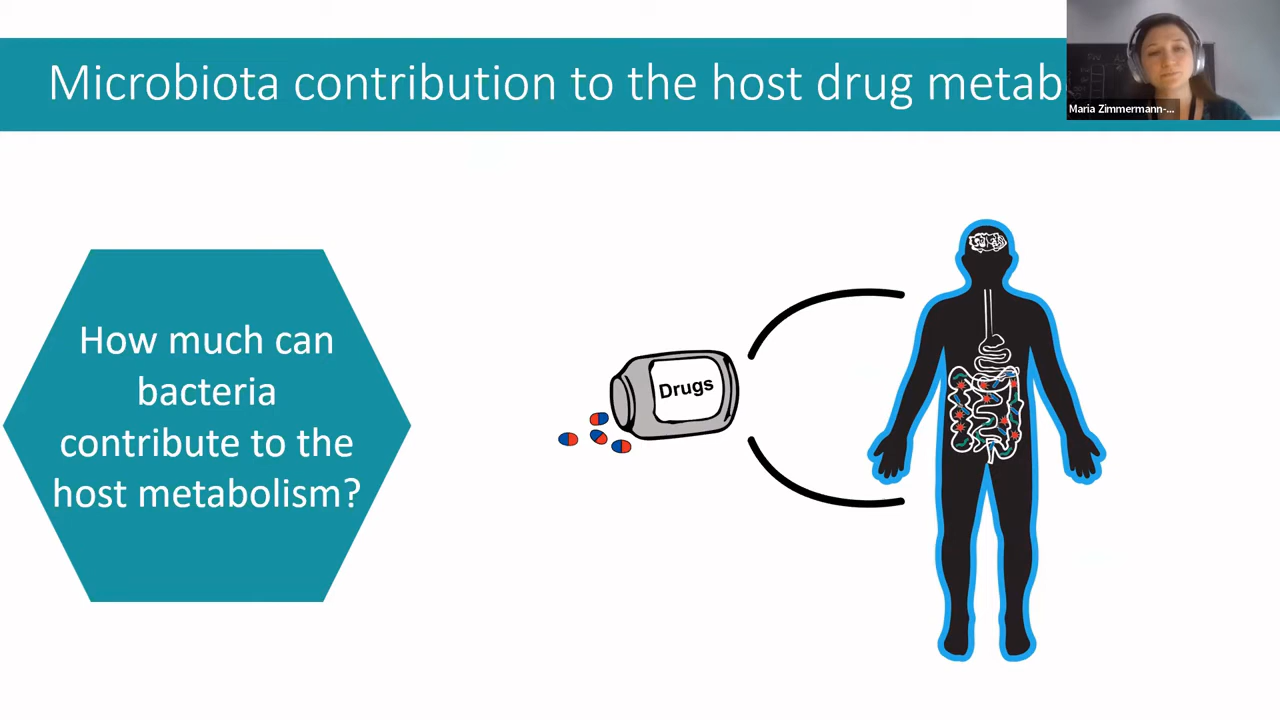 Microbiota contribution to the host drug metab
Maria Zimmermann-...
How much can
bacteria
contribute to the
host metabolism?
Drugs